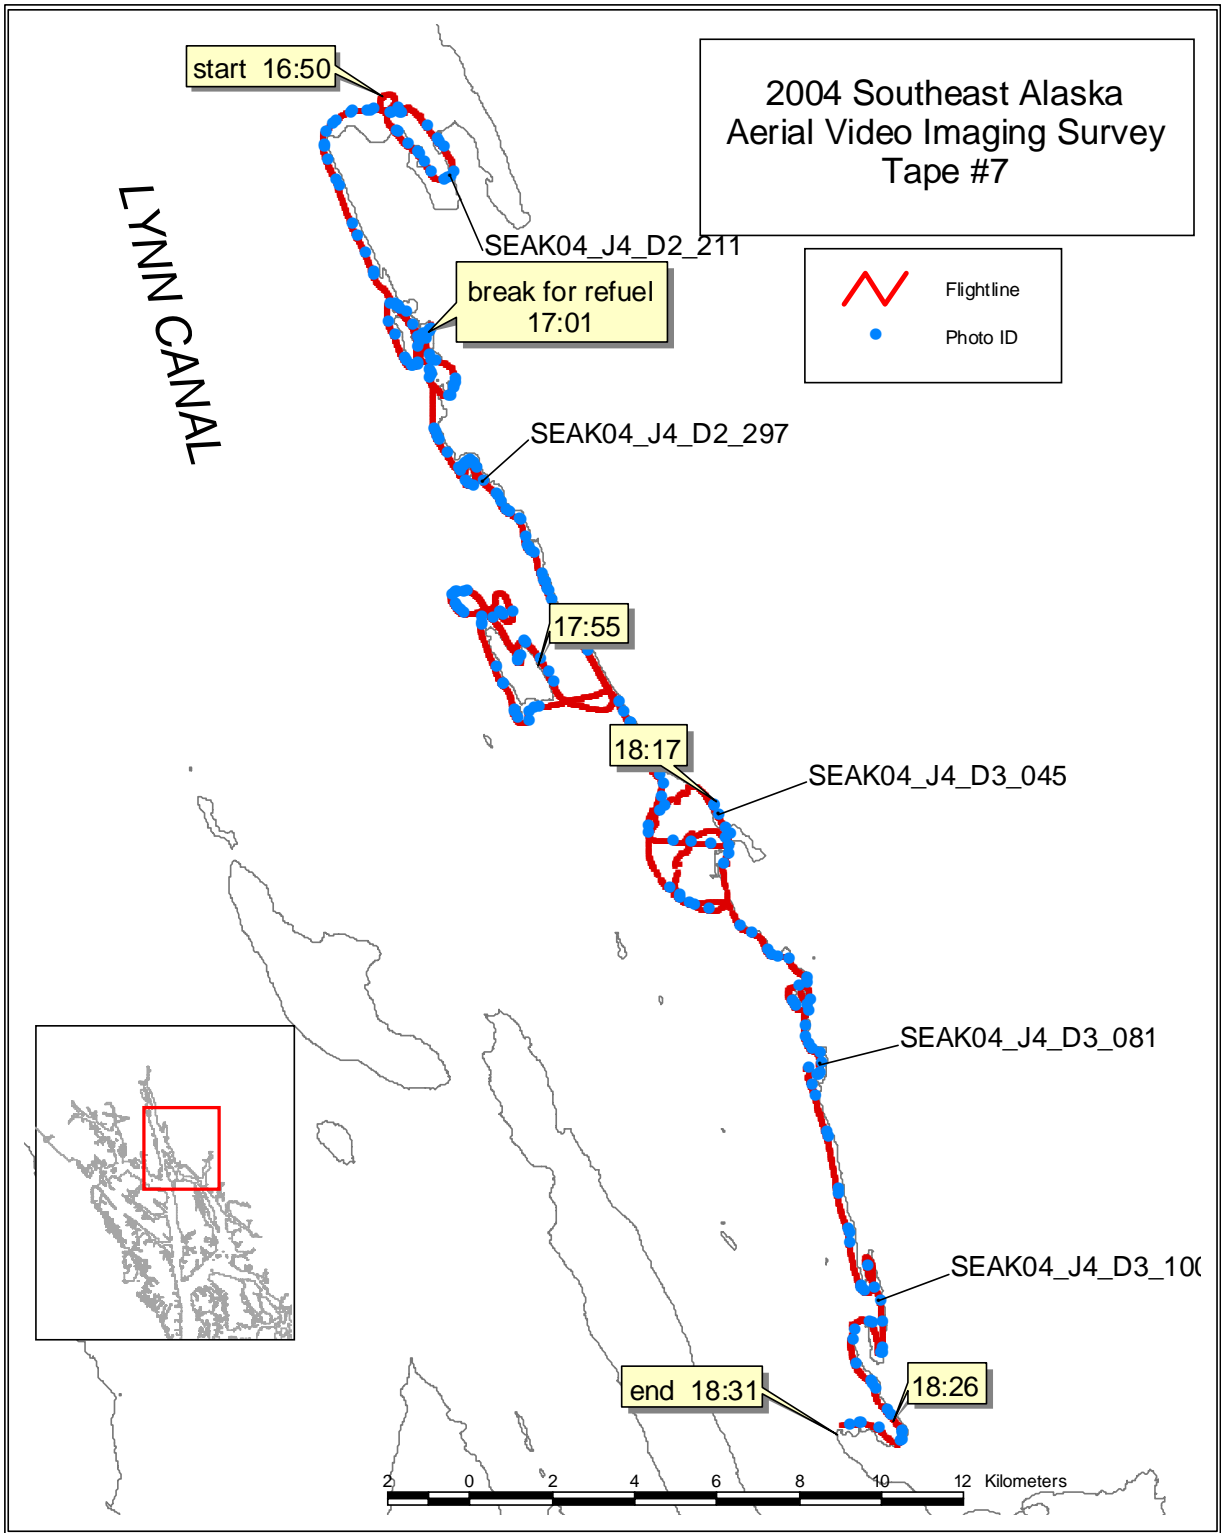 start 16:50
2004 Southeast Alaska
Aerial Video Imaging Survey
Tape #7
LYNN CANAL
SEAK04_J4_D2_211
Flightline
Photo ID
break for refuel
17:01
SEAK04_J4_D2_297
17:55
18:17
SEAK04_J4_D3_045
SEAK04_J4_D3_081
SEAK04_J4_D3_100
end 18:31
18:26
2 0 2 4 6 8 10 12 Kilometers